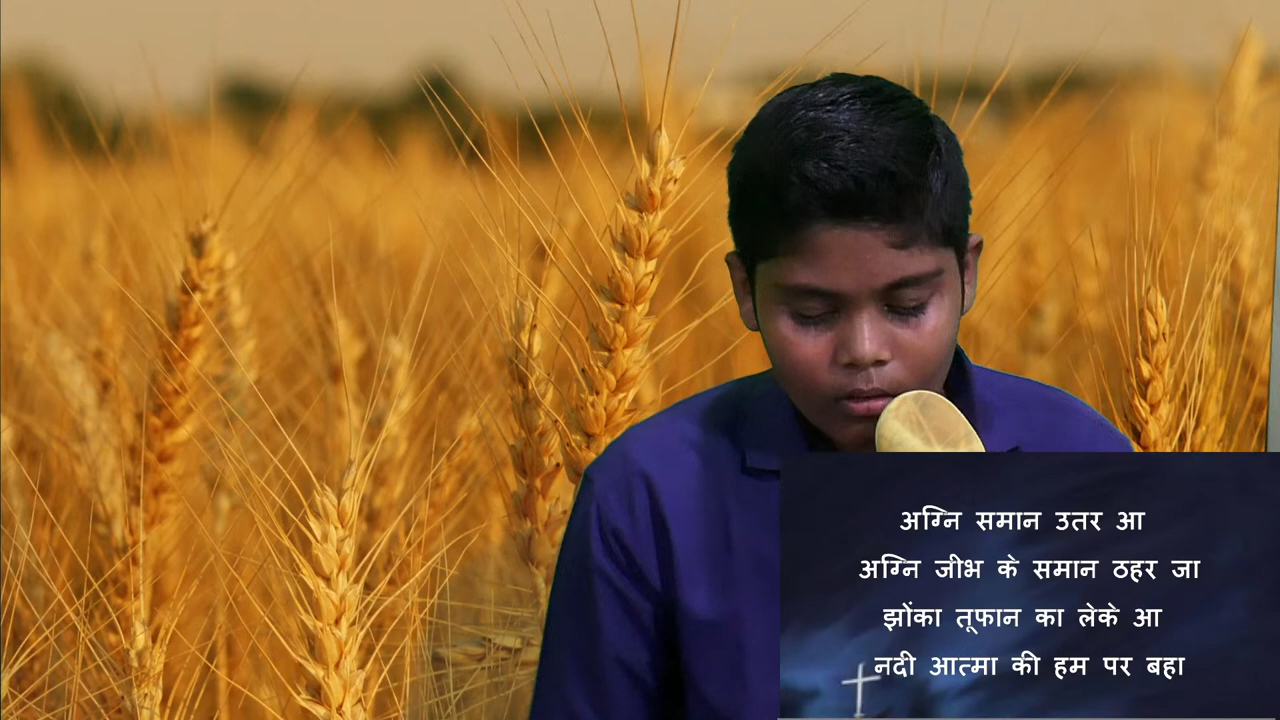 अग्नि समान उतर आ
अग्नि जीभ के समान ठहर जा
झोंका तूफान का लेके आ
नदी आत्मा की हम पर बहा